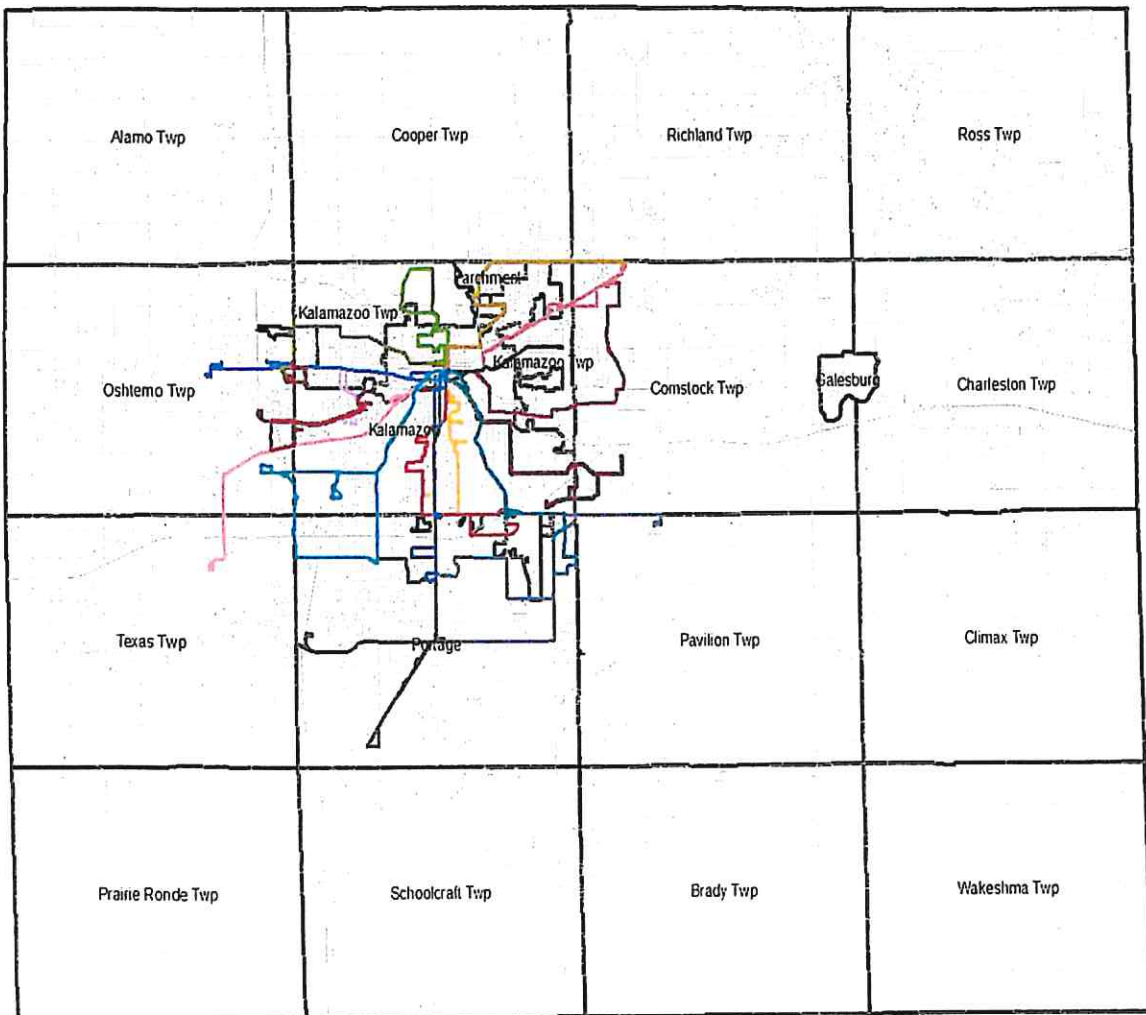 Alamo Twp
Cooper Twp
Richland Twp
Ross Twp
Parchment
Kalamazoo Twp
Kalamazoo Twp
Oshtemo Twp
Comstock Twp
Galesburg
Charleston Twp
Kalamazoo
Texas Twp
Portage
Pavilion Twp
Climax Twp
Prairie Ronde Twp
Schoolcraft Twp
Brady Twp
Wakeshma Twp